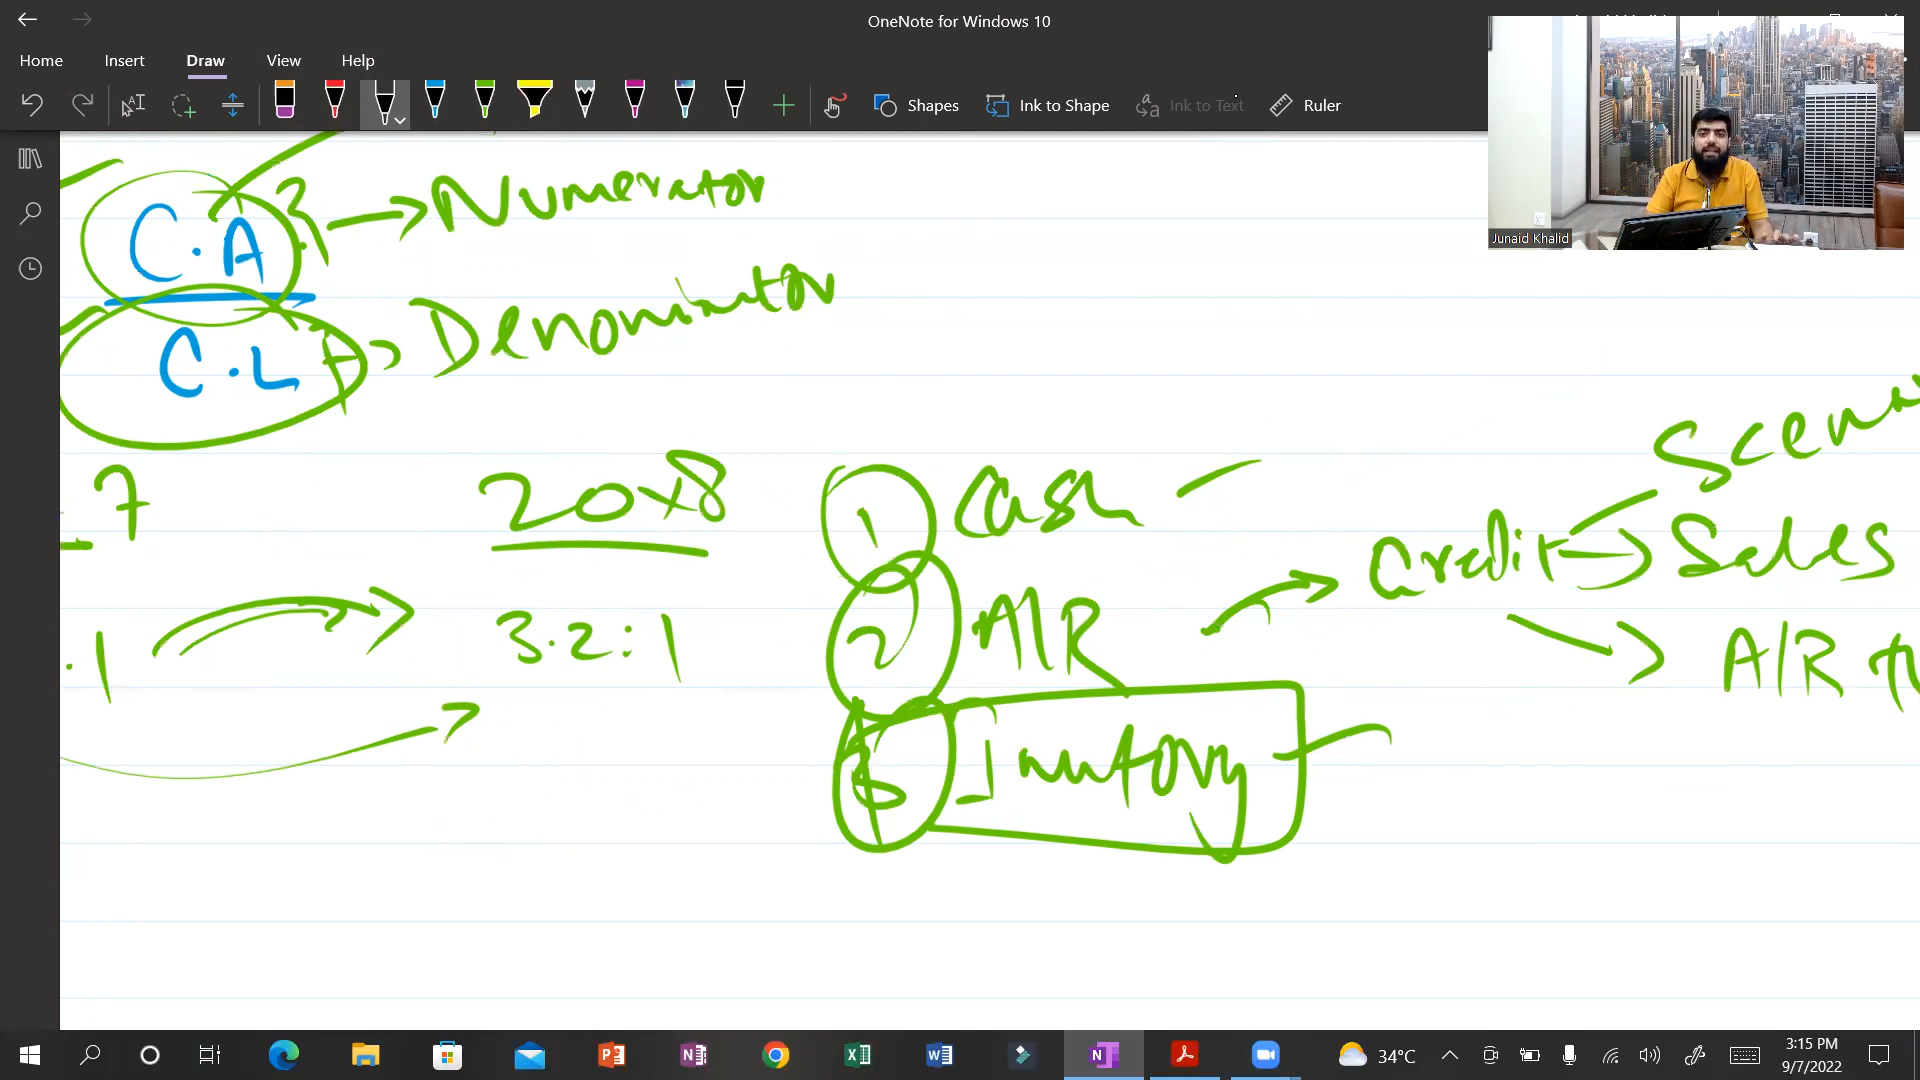 OneNote for Windows 10
Home Insert Draw View Help
Shapes Ink to Shape Ink to Text Ruler
Junaid Khalid
C.A → Numerator
C.L → Denominator
7 20x8 1 Cash
Credit → Sales
.1 3.2:1 2 A/R → A/R
Inventory
34°C
3:15 PM
9/7/2022